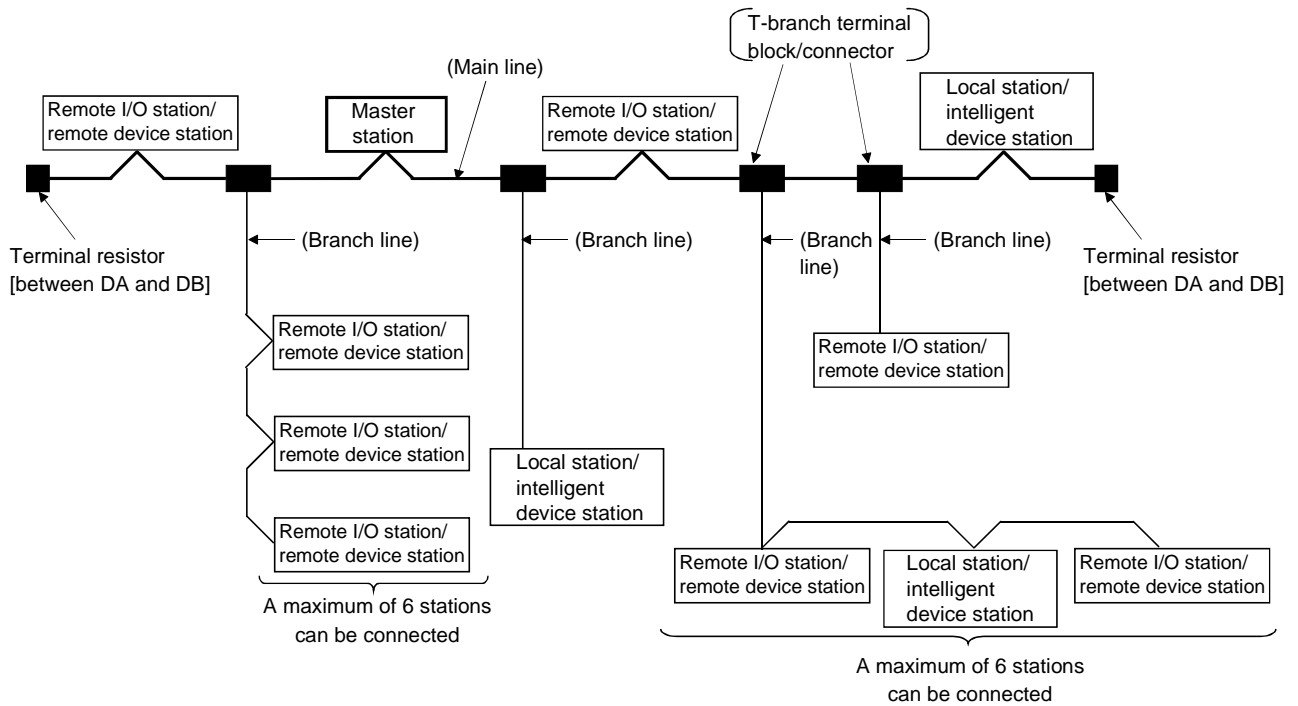 T-branch terminal
block/connector
(Main line)
Remote I/O station/
remote device station
Master
station
Remote I/O station/
remote device station
Local station/
intelligent
device station
Terminal resistor
[between DA and DB]
(Branch line)
(Branch line)
(Branch
line)
(Branch line)
Terminal resistor
[between DA and DB]
Remote I/O station/
remote device station
Remote I/O station/
remote device station
Remote I/O station/
remote device station
A maximum of 6 stations
can be connected
Local station/
intelligent
device station
Remote I/O station/
remote device station
Remote I/O station/
remote device station
Local station/
intelligent
device station
Remote I/O station/
remote device station
A maximum of 6 stations
can be connected